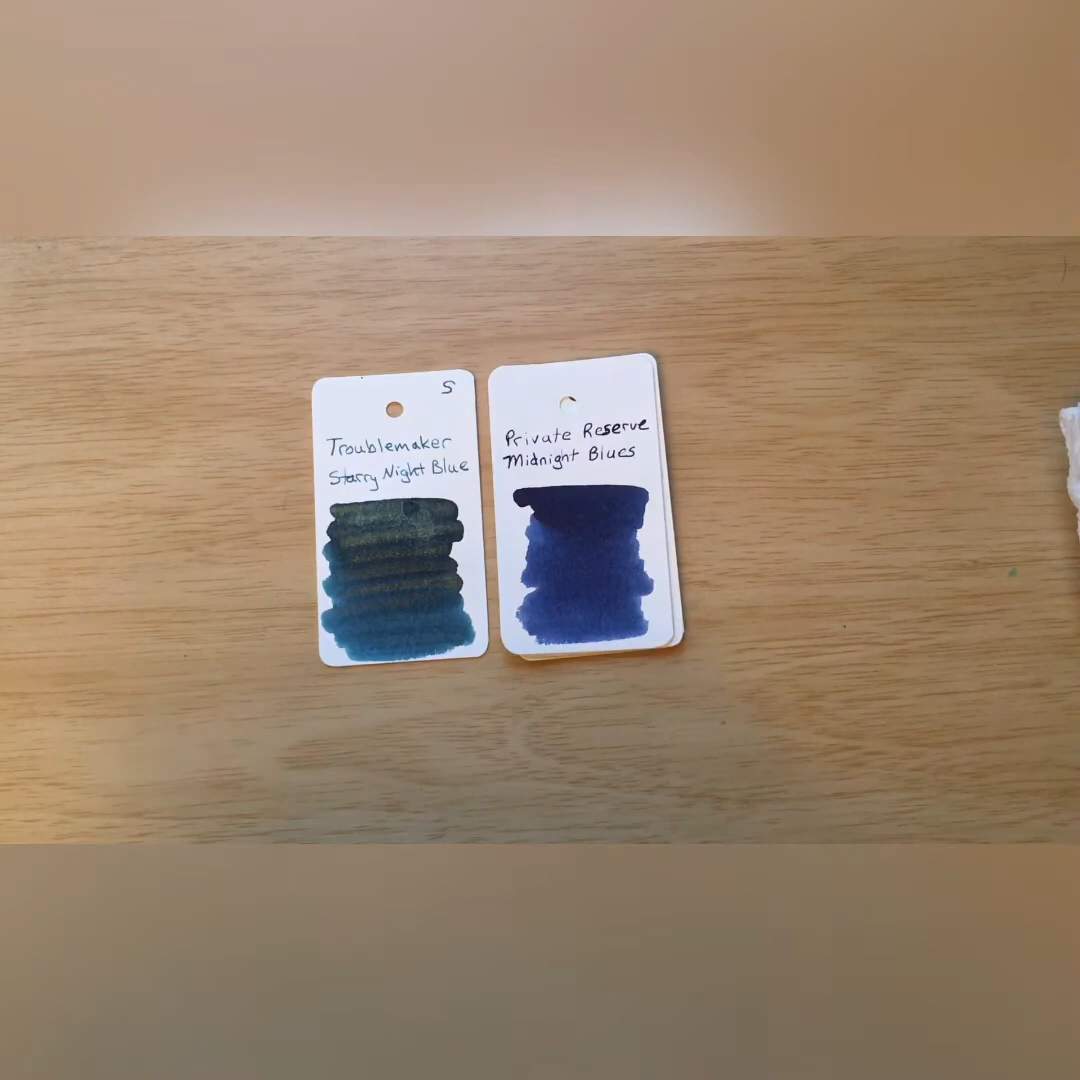 S
Troublemaker
Starry Night Blue
Private Reserve
Midnight Blues